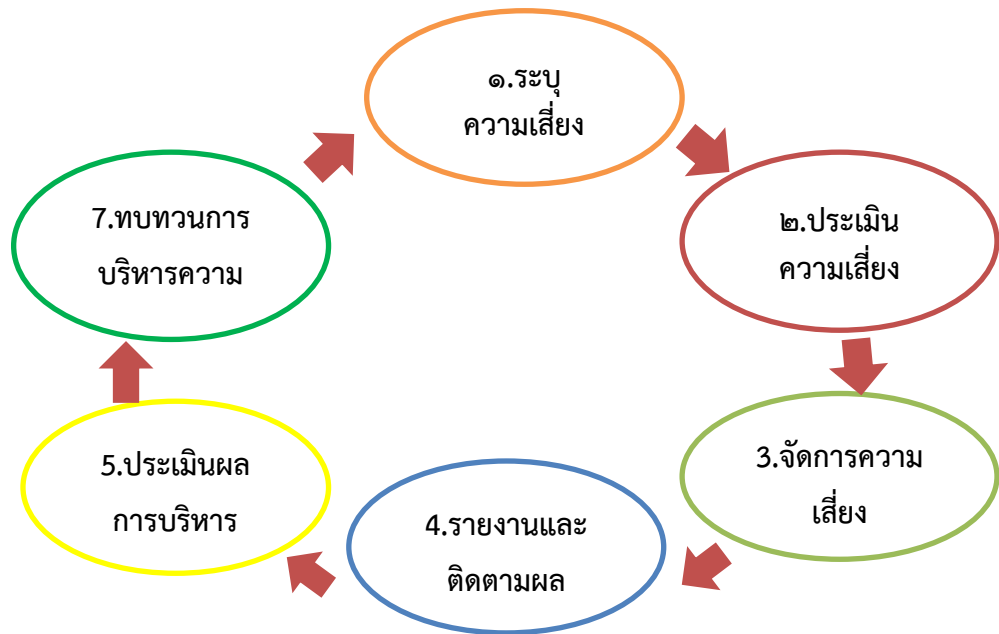 ๑.ระบุ
ความเสี่ยง
๒.ประเมิน
ความเสี่ยง
3.จัดการความ
เสี่ยง
4.รายงานและ
ติดตามผล
5.ประเมินผล
การบริหาร
7.ทบทวนการ
บริหารความ